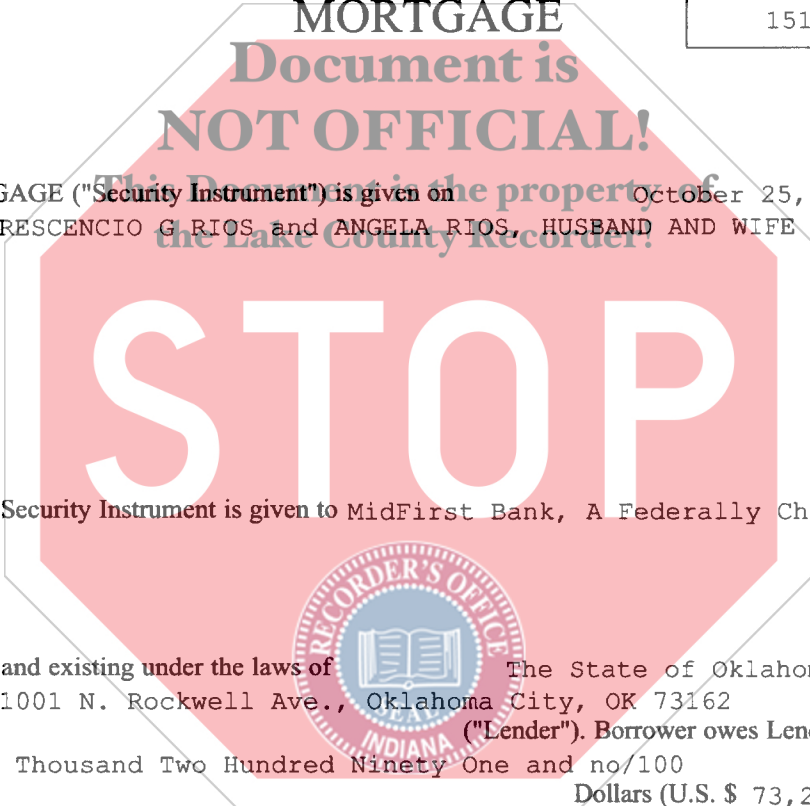 MORTGAGE
151
Document is
NOT OFFICIAL!
This Document is the property of
the Lake County Recorder!
GAGE ("Security Instrument") is given on October 25,
RESCENCIO G RIOS and ANGELA RIOS, HUSBAND AND WIFE
STOP
Security Instrument is given to MidFirst Bank, A Federally Ch
RECORDER'S OFFICE
SEAL
INDIANA
and existing under the laws of The State of Oklaho
1001 N. Rockwell Ave., Oklahoma City, OK 73162
("Lender"). Borrower owes Lend
Thousand Two Hundred Ninety One and no/100
Dollars (U.S. $ 73,2